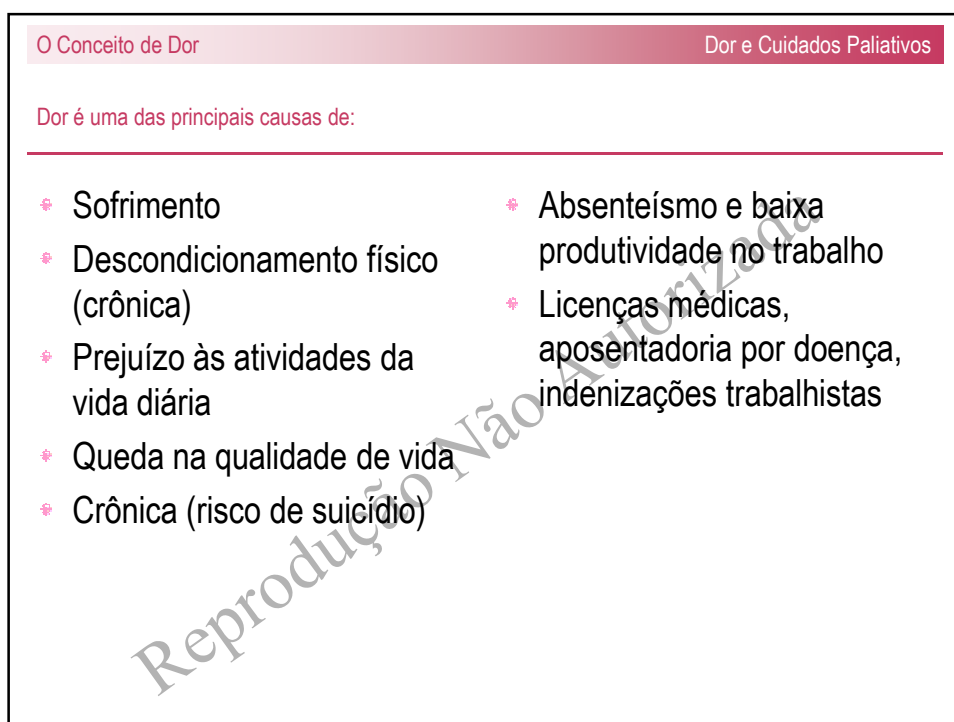 O Conceito de Dor
Dor e Cuidados Paliativos
Dor é uma das principais causas de:
Sofrimento
Descondicionamento físico
(crônica)
Prejuízo às atividades da
vida diária
Queda na qualidade de vida
Crônica (risco de suicídio)
Absenteísmo e baixa
produtividade no trabalho
Licenças médicas,
aposentadoria por doença,
indenizações trabalhistas
Reprodução Não Autorizada